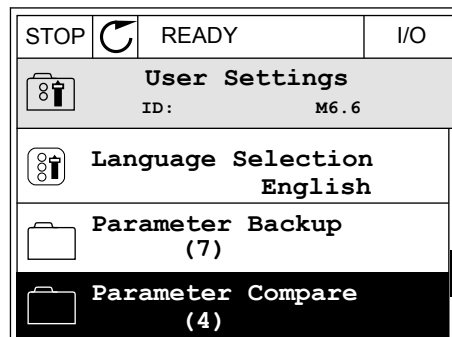 STOP READY I/O
User Settings
ID: M6.6
Language Selection
English
Parameter Backup
(7)
Parameter Compare
(4)